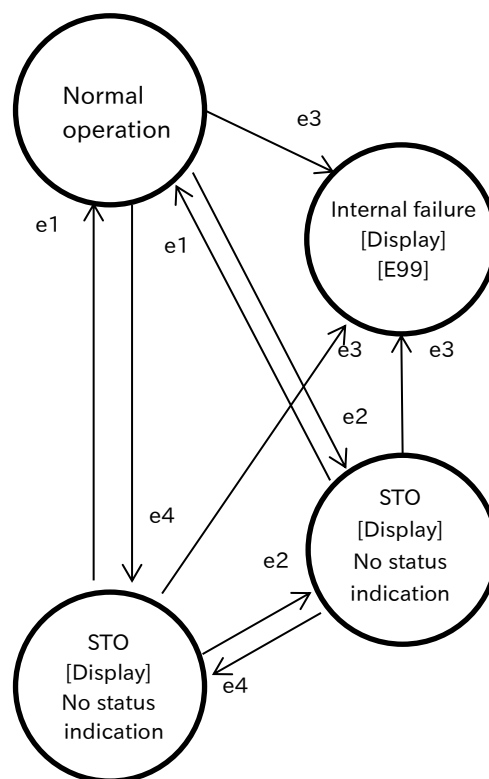 Normal
operation
e3
Internal failure
[Display]
[E99]
e1
e1
e3
e3
e2
e4
STO
[Display]
No status
indication
e2
STO
[Display]
No status
indication
e4